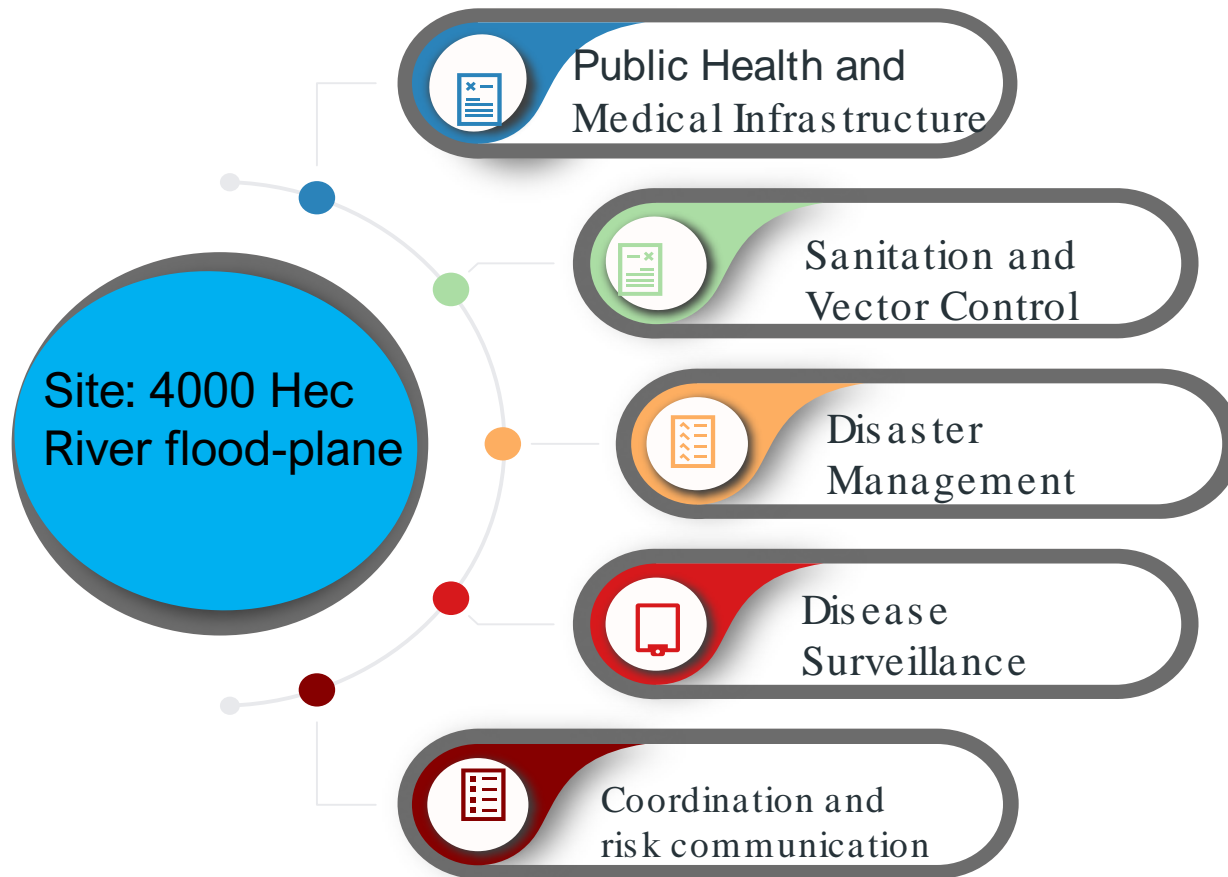 Public Health and
Medical Infrastructure
Sanitation and
Vector Control
Site: 4000 Hec
River flood-plane
Disaster
Management
Disease
Surveillance
Coordination and
risk communication